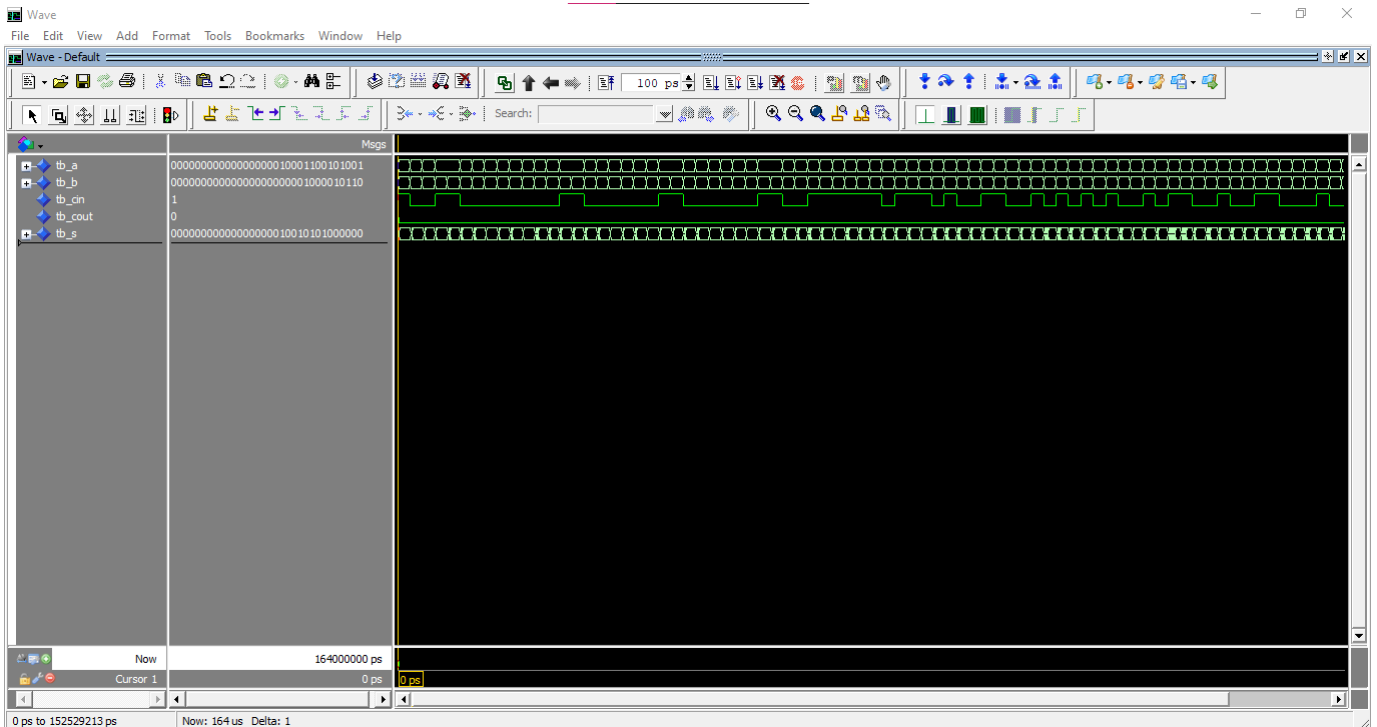 Wave
File Edit View Add Format Tools Bookmarks Window Help
Wave - Default
100 ps
Search:
Msgs
tb_a 00000000000000000010001100101001
tb_b 00000000000000000000001000010110
tb_cin 1
tb_cout 0
tb_s 00000000000000000010010101000000
Now 164000000 ps
Cursor 1 0 ps 0 ps
0 ps to 152529213 ps Now: 164 us Delta: 1